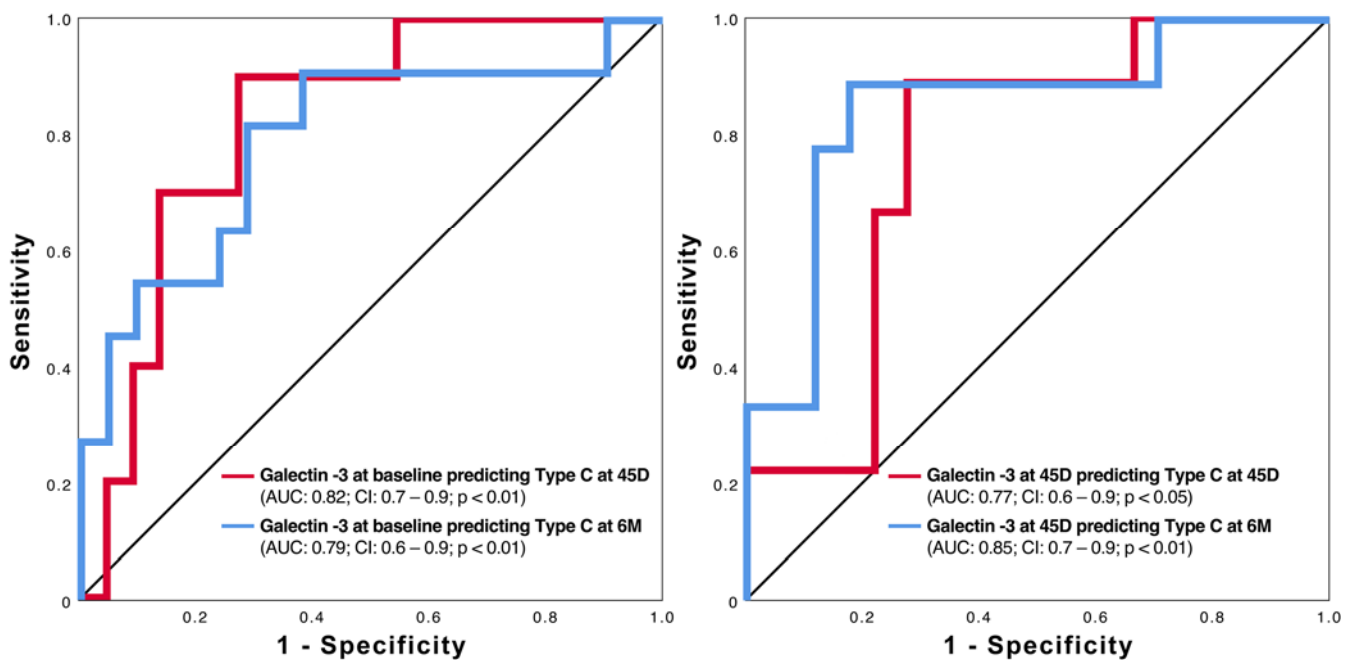 1.0
0.8
0.6
0.4
0.2
0
Sensitivity
0.2
0.4
0.6
0.8
1.0
1 - Specificity
Galectin -3 at baseline predicting Type C at 45D
(AUC: 0.82; CI: 0.7 – 0.9; p < 0.01)
Galectin -3 at baseline predicting Type C at 6M
(AUC: 0.79; CI: 0.6 – 0.9; p < 0.01)
1.0
0.8
0.6
0.4
0.2
0
Sensitivity
0.2
0.4
0.6
0.8
1.0
1 - Specificity
Galectin -3 at 45D predicting Type C at 45D
(AUC: 0.77; CI: 0.6 – 0.9; p < 0.05)
Galectin -3 at 45D predicting Type C at 6M
(AUC: 0.85; CI: 0.7 – 0.9; p < 0.01)